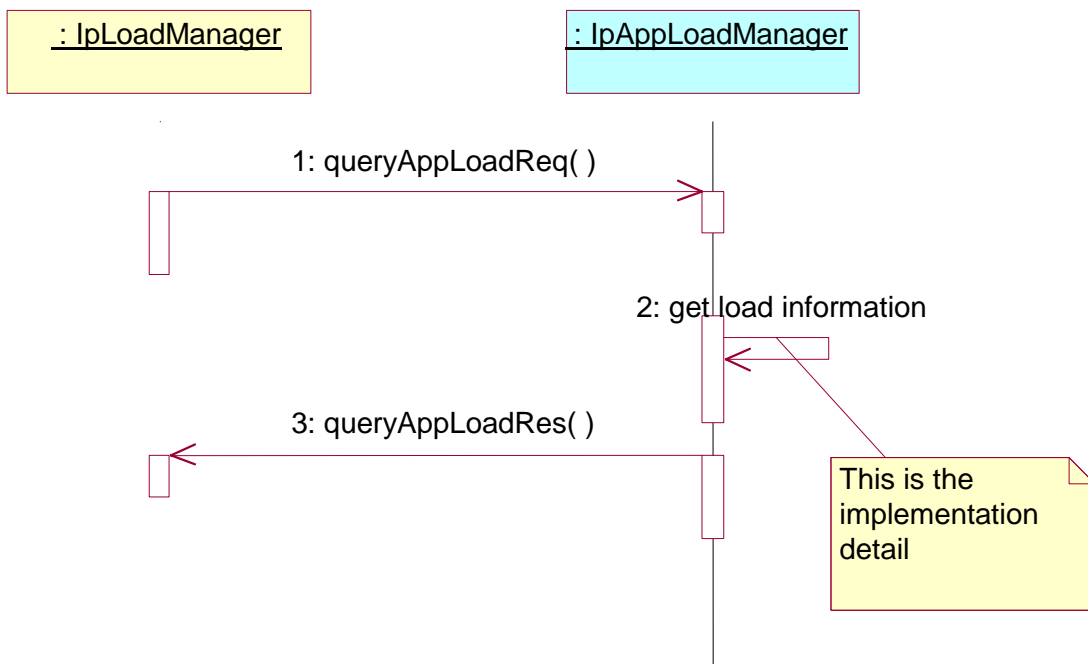 : IpLoadManager
: IpAppLoadManager
1: queryAppLoadReq( )
2: get load information
3: queryAppLoadRes( )
This is the
implementation
detail